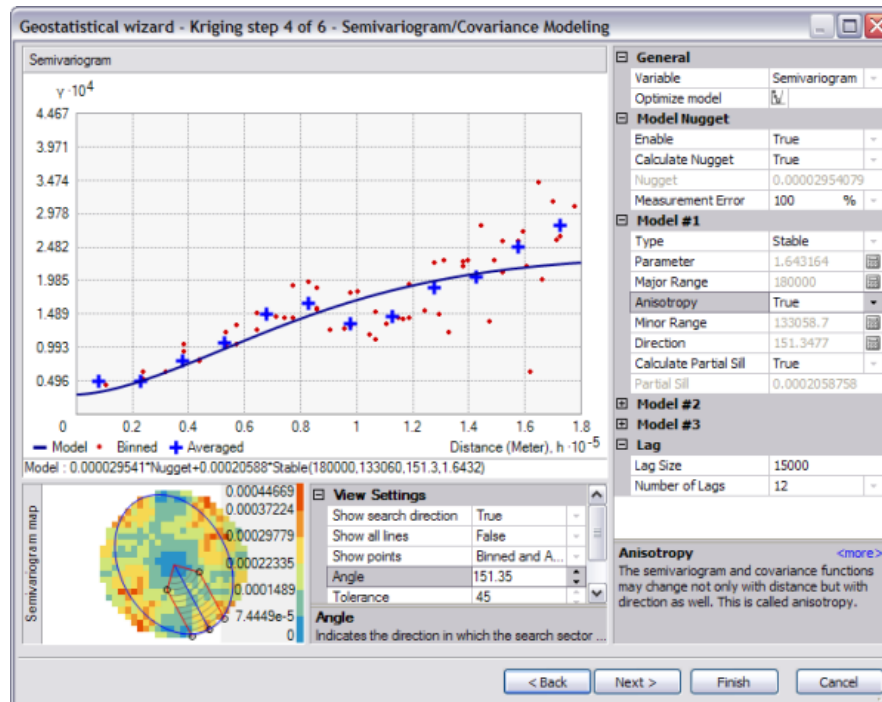 Geostatistical wizard - Kriging step 4 of 6 - Semivariogram/Covariance Modeling
Semivariogram
γ ·10⁴
4.467
3.971
3.474
2.978
2.482
1.985
1.489
0.993
0.496
0 0.2 0.4 0.6 0.8 1 1.2 1.4 1.6 1.8
Model Binned Averaged Distance (Meter), h ·10⁻⁵
Model : 0.000029541*Nugget+0.00020588*Stable(180000,133060,151.3,1.6432)
General
Variable Semivariogram
Optimize model
Model Nugget
Enable True
Calculate Nugget True
Nugget 0.00002954079
Measurement Error 100 %
Model #1
Type Stable
Parameter 1.643164
Major Range 180000
Anisotropy True
Minor Range 133058.7
Direction 151.3477
Calculate Partial Sill True
Partial Sill 0.0002058758
Model #2
Model #3
Lag
Lag Size 15000
Number of Lags 12
Semivariogram map
0.00044669
0.00037224
0.00029779
0.00022335
0.0001489
7.4449e-5
0
View Settings
Show search direction True
Show all lines False
Show points Binned and A...
Angle 151.35
Tolerance 45
Angle
Indicates the direction in which the search sector ...
Anisotropy <more>
The semivariogram and covariance functions
may change not only with distance but with
direction as well. This is called anisotropy.
< Back Next > Finish Cancel